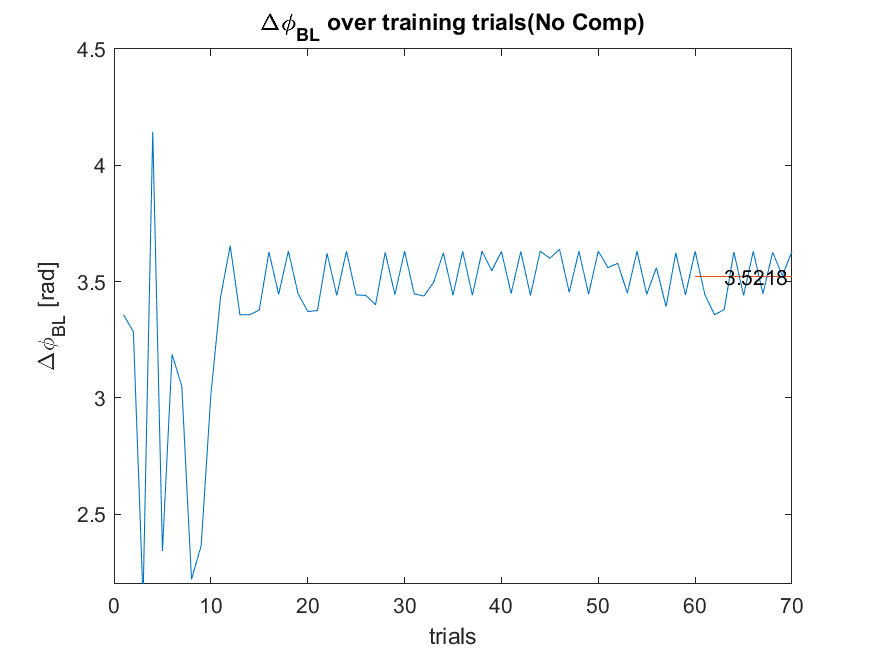 Δϕ_BL over training trials(No Comp)
4.5
4
3.5
3
2.5
Δϕ_BL [rad]
3.5218
0 10 20 30 40 50 60 70
trials